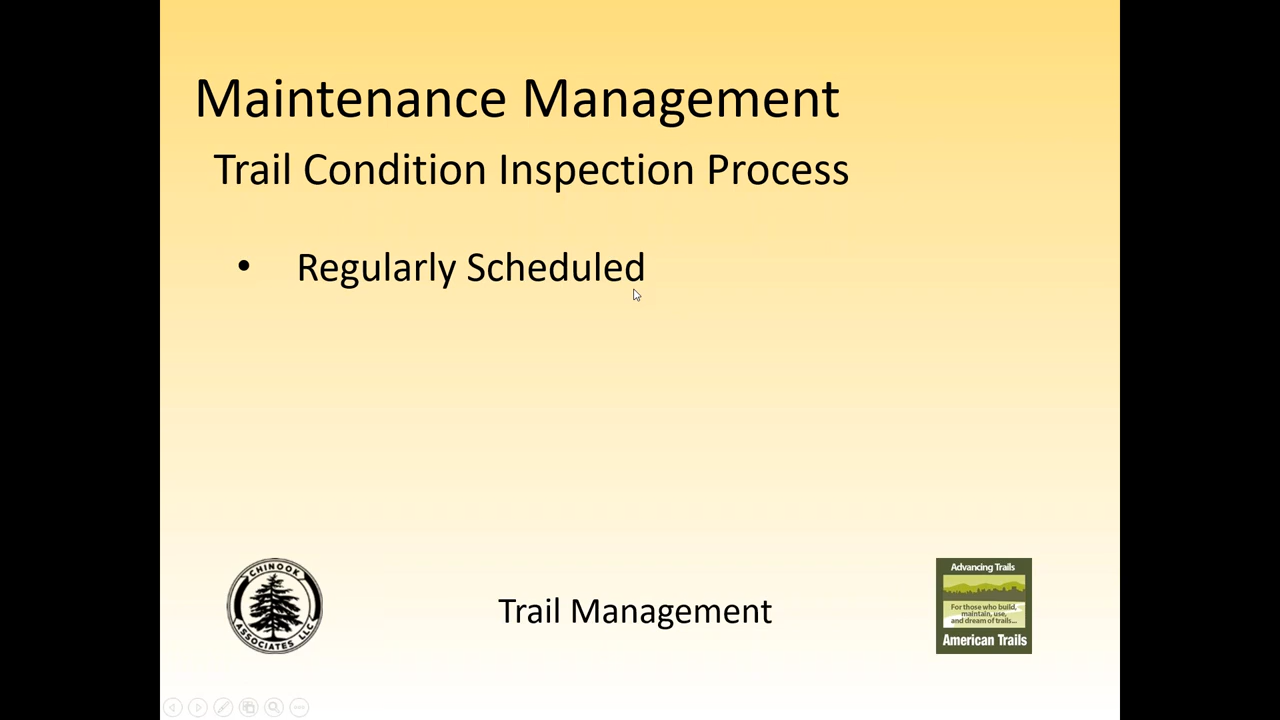 Maintenance Management
Trail Condition Inspection Process
• Regularly Scheduled
CHINOOK
ASSOCIATES LLC
Trail Management
Advancing Trails
For those who build,
maintain, use,
and dream of trails...
American Trails